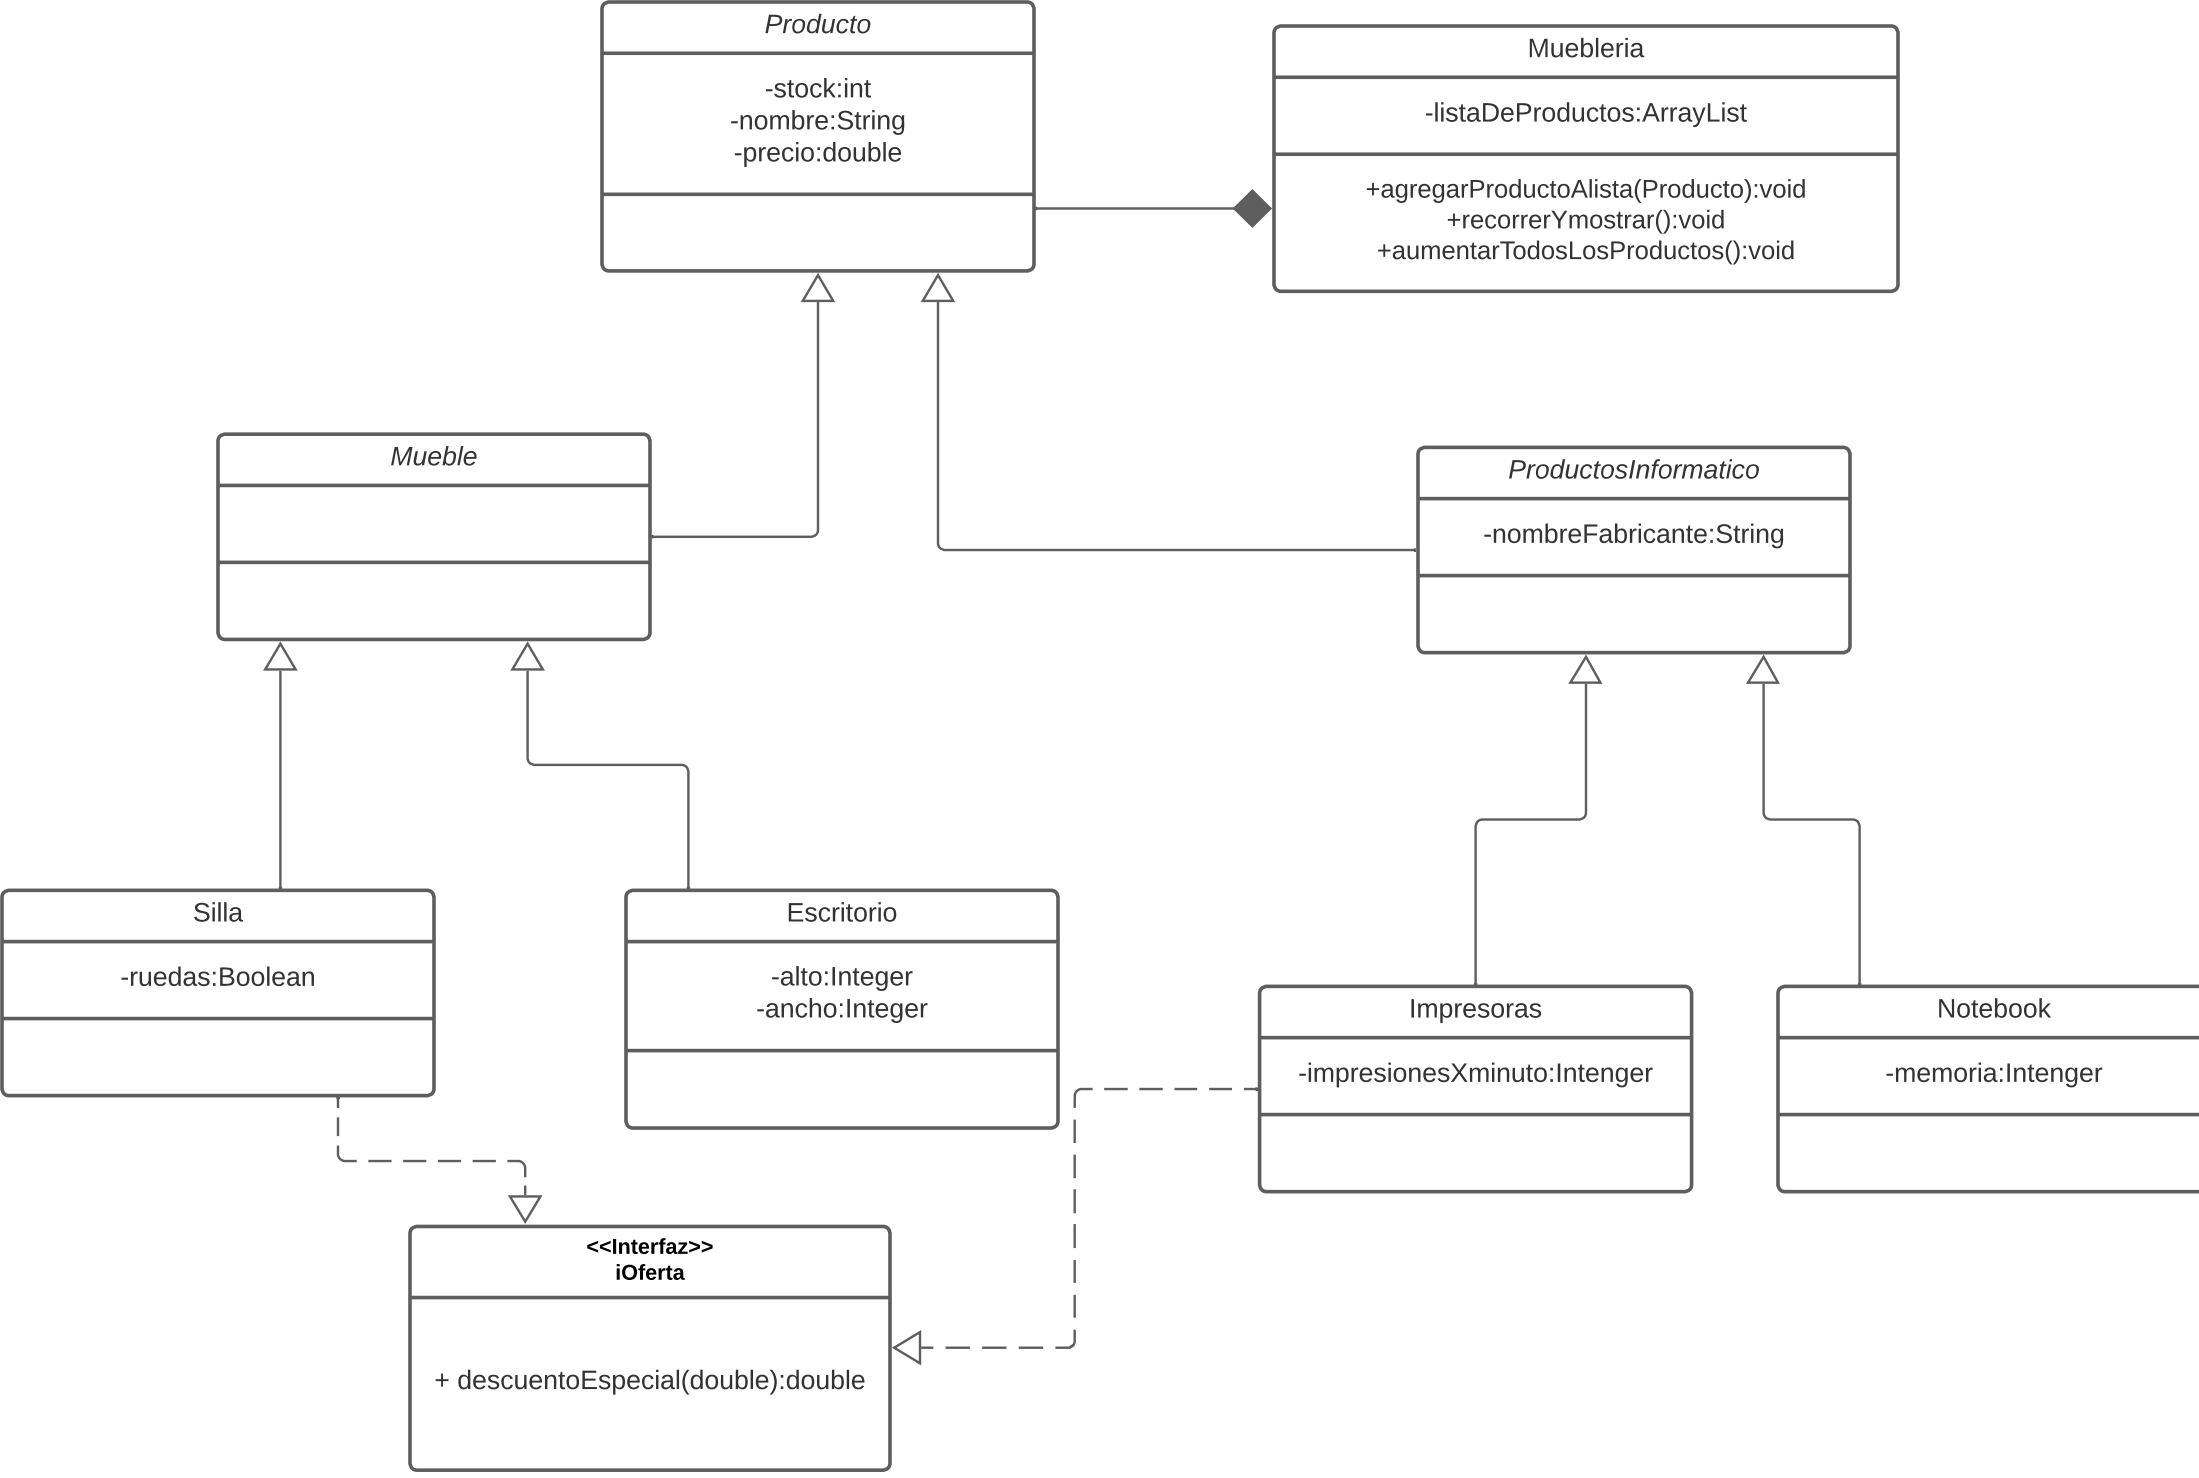 Producto
-stock:int
-nombre:String
-precio:double
Muebleria
-listaDeProductos:ArrayList
+agregarProductoAlista(Producto):void
+recorrerYmostrar():void
+aumentarTodosLosProductos():void
Mueble
ProductosInformatico
-nombreFabricante:String
Silla
-ruedas:Boolean
Escritorio
-alto:Integer
-ancho:Integer
Impresoras
-impresionesXminuto:Intenger
Notebook
-memoria:Intenger
<<Interfaz>>
iOferta
+ descuentoEspecial(double):double